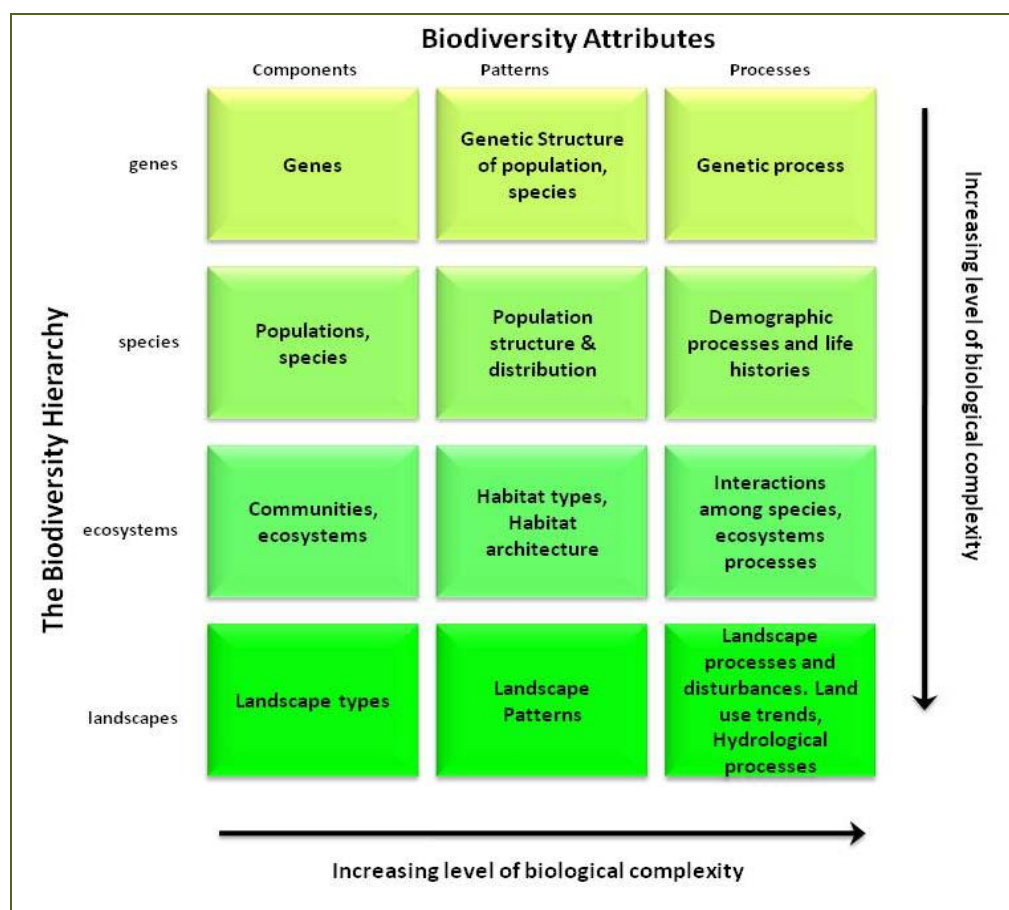 Biodiversity Attributes
Components
Patterns
Processes
genes
Genes
Genetic Structure
of population,
species
Genetic process
species
Populations,
species
Population
structure &
distribution
Demographic
processes and life
histories
ecosystems
Communities,
ecosystems
Habitat types,
Habitat
architecture
Interactions
among species,
ecosystems
processes
landscapes
Landscape types
Landscape
Patterns
Landscape
processes and
disturbances. Land
use trends,
Hydrological
processes
The Biodiversity Hierarchy
Increasing level of biological complexity
Increasing level of biological complexity